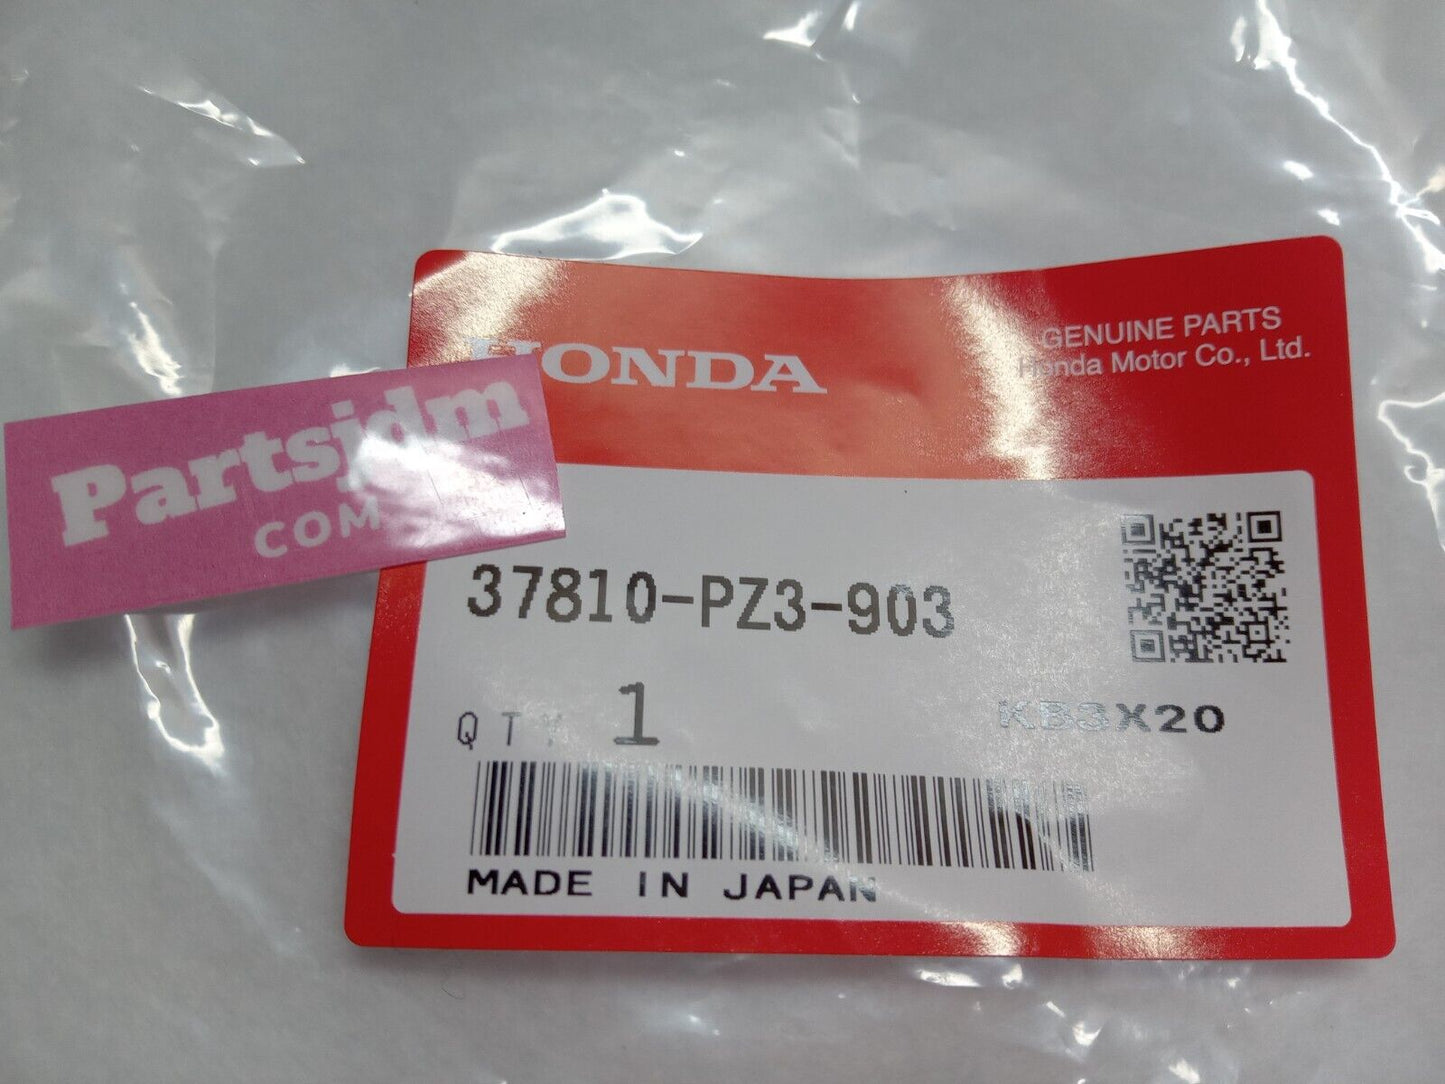 HONDA
GENUINE PARTS
Honda Motor Co., Ltd.
Partsjdm
COM
37810-PZ3-903
QTY 1
KB3X20
MADE IN JAPAN